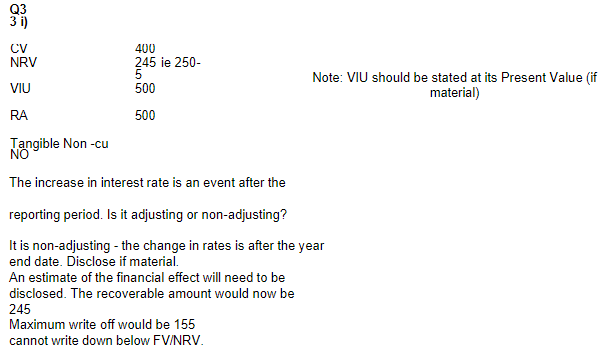 Q3
3 i)
CV 400
NRV 245 ie 250-
5
VIU 500
Note: VIU should be stated at its Present Value (if
material)
RA 500
Tangible Non -cu
NO
The increase in interest rate is an event after the
reporting period. Is it adjusting or non-adjusting?
It is non-adjusting - the change in rates is after the year
end date. Disclose if material.
An estimate of the financial effect will need to be
disclosed. The recoverable amount would now be
245
Maximum write off would be 155
cannot write down below FV/NRV.